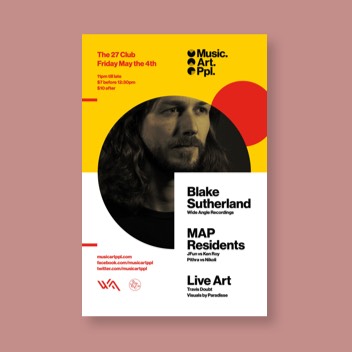 The 27 Club
Friday May the 4th
11pm till late
$7 before 12:30pm
$10 after
Music.
Art.
Ppl.
Blake
Sutherland
Wide Angle Recordings
MAP
Residents
JFun vs Ken Roy
Pithra vs Nikoli
Live Art
Travis Doubt
Visuals by Paradises
musicartppl.com
facebook.com/musicartppl
twitter.com/musicartppl